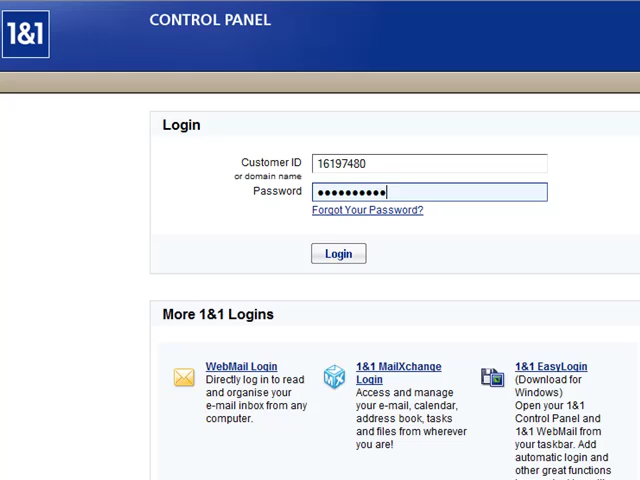 1&1
CONTROL PANEL
Login
Customer ID
16197480
or domain name
Password
●●●●●●●●●●
Forgot Your Password?
Login
More 1&1 Logins
WebMail Login
Directly log in to read
and organise your
e-mail inbox from any
computer.
1&1 MailXchange
Login
Access and manage
your e-mail, calendar,
address book, tasks
and files from wherever
you are!
1&1 EasyLogin
(Download for
Windows)
Open your 1&1
Control Panel and
1&1 WebMail from
your taskbar. Add
automatic login and
other great functions